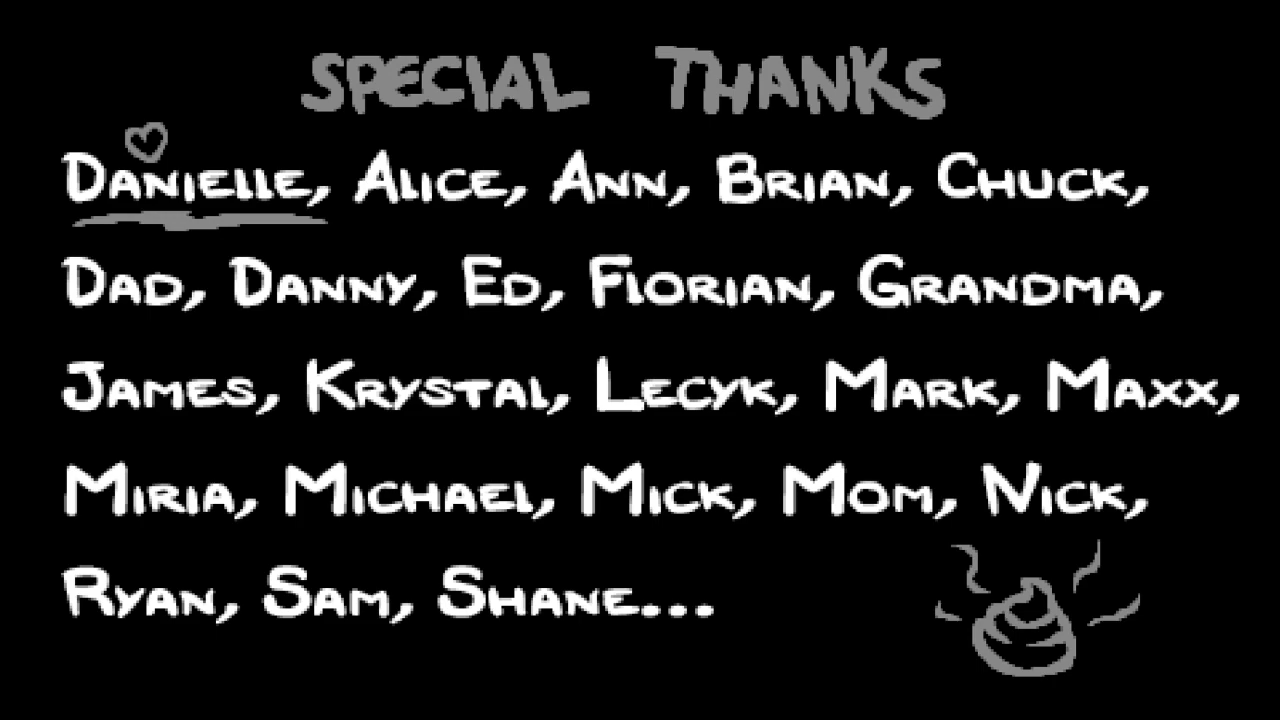 SPECIAL THANKS
Danielle, Alice, Ann, Brian, Chuck,
Dad, Danny, Ed, Florian, Grandma,
James, Krystal, Lecyk, Mark, Maxx,
Miria, Michael, Mick, Mom, Nick,
Ryan, Sam, Shane...